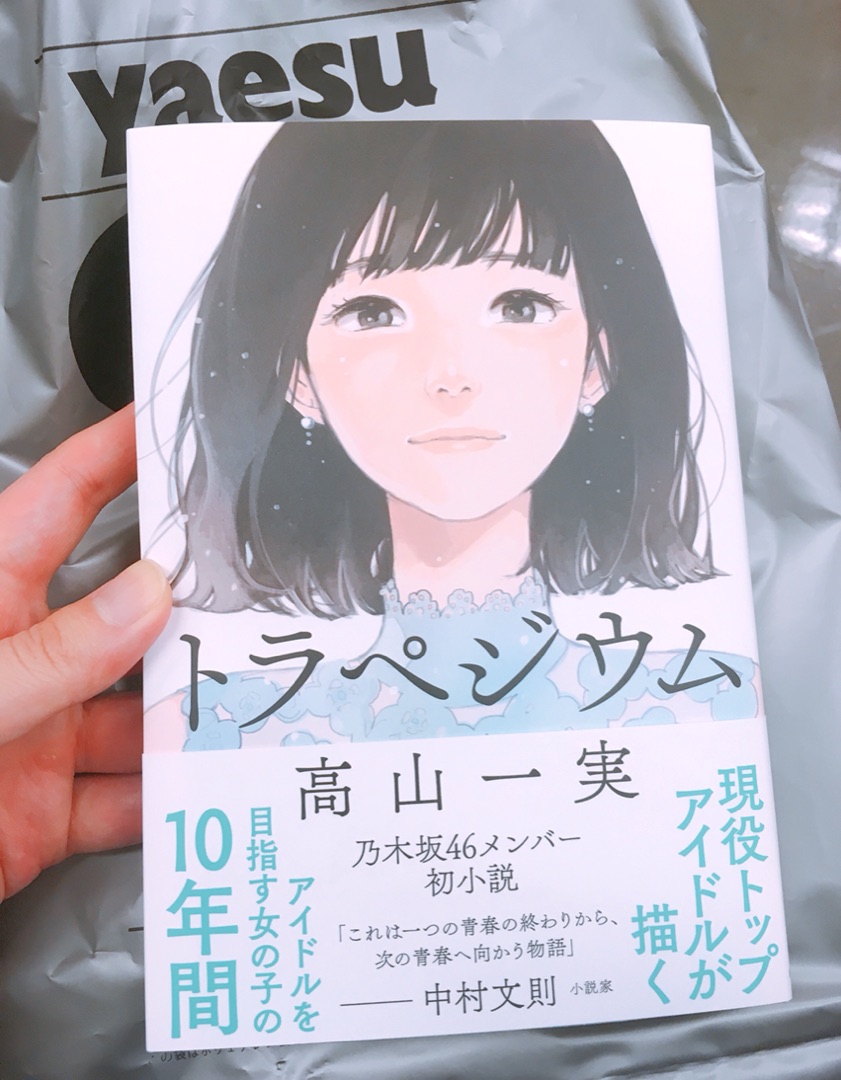 yaesu
トラペジウム
高山一実
現役トップ
アイドルが
描く
乃木坂46メンバー
初小説
「これは一つの青春の終わりから、
次の青春へ向かう物語」
──中村文則 小説家
アイドルを
目指す女の子の
10年間